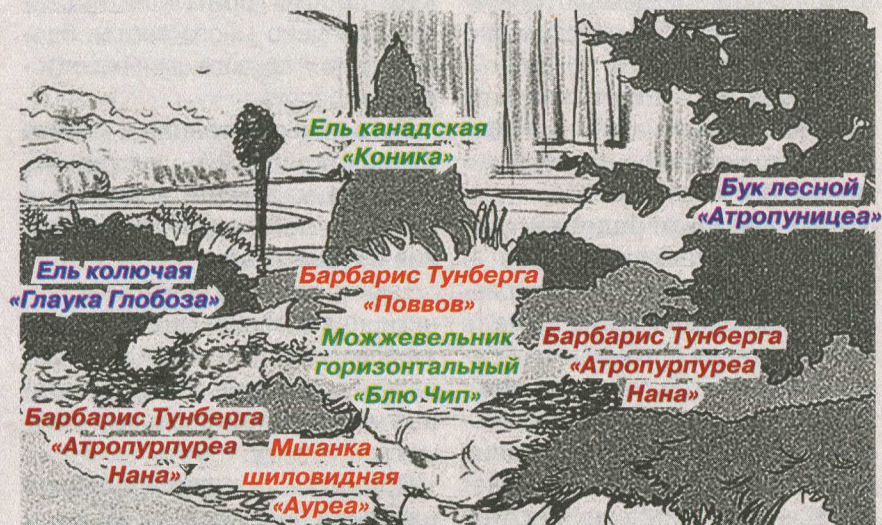 Ель канадская
«Коника»
Бук лесной
«Атропуницеа»
Ель колючая
«Глаука Глобоза»
Барбарис Тунберга
«Поввов»
Можжевельник
горизонтальный
«Блю Чип»
Барбарис Тунберга
«Атропурпуреа
Нана»
Барбарис Тунберга
«Атропурпуреа
Нана»
Мшанка
шиловидная
«Ауреа»